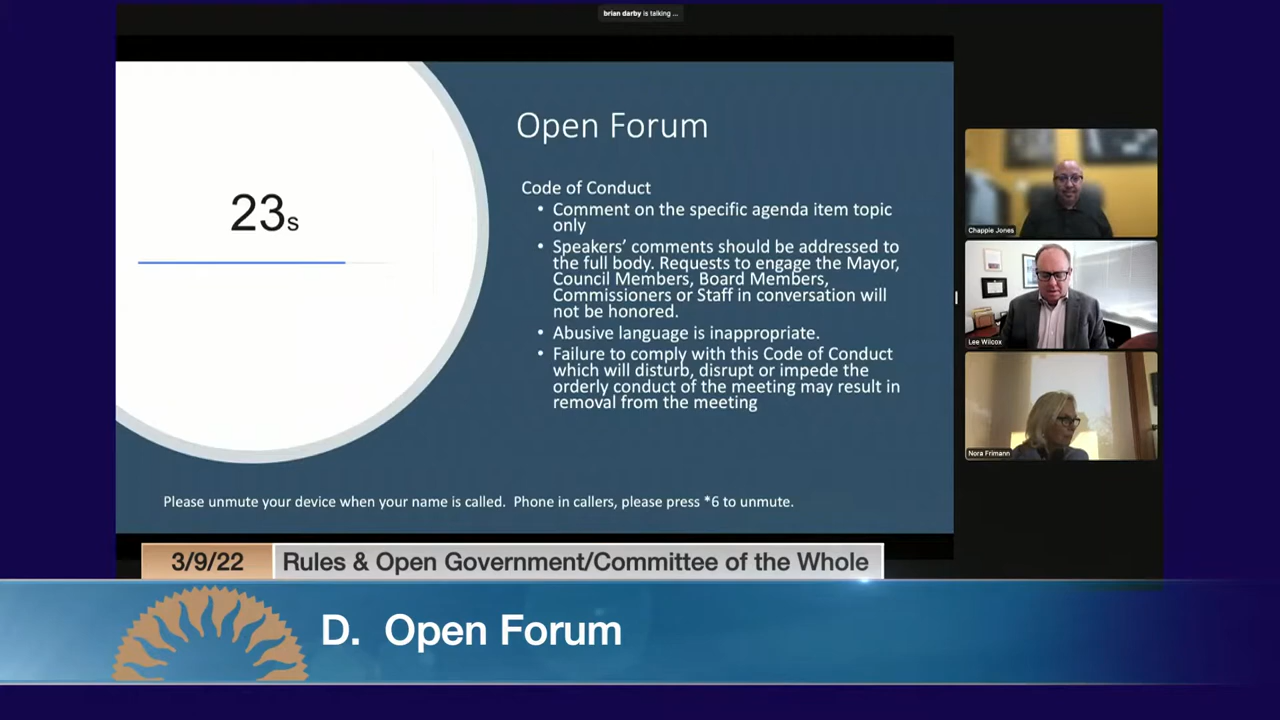 brian darby is talking ...
Open Forum
23s
Code of Conduct
• Comment on the specific agenda item topic
only
• Speakers’ comments should be addressed to
the full body. Requests to engage the Mayor,
Council Members, Board Members,
Commissioners or Staff in conversation will
not be honored.
• Abusive language is inappropriate.
• Failure to comply with this Code of Conduct
which will disturb, disrupt or impede the
orderly conduct of the meeting may result in
removal from the meeting
Please unmute your device when your name is called. Phone in callers, please press *6 to unmute.
Chappie Jones
Lee Wilcox
Nora Frimann
3/9/22
Rules & Open Government/Committee of the Whole
D. Open Forum